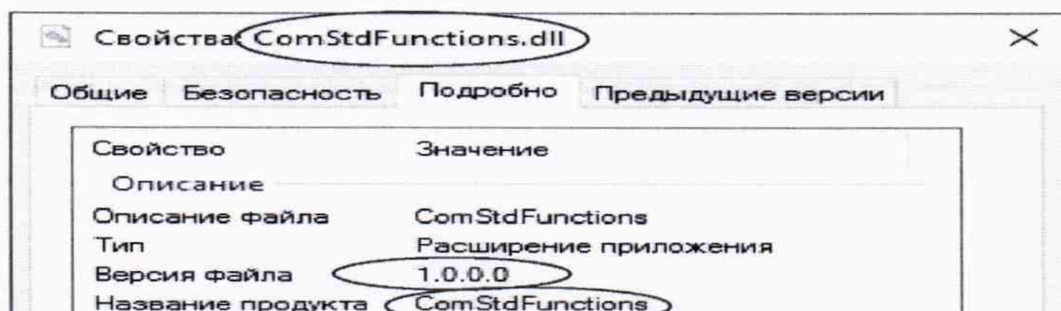 Свойства: ComStdFunctions.dll
Общие Безопасность Подробно Предыдущие версии
Свойство Значение
Описание
Описание файла ComStdFunctions
Тип Расширение приложения
Версия файла 1.0.0.0
Название продукта ComStdFunctions